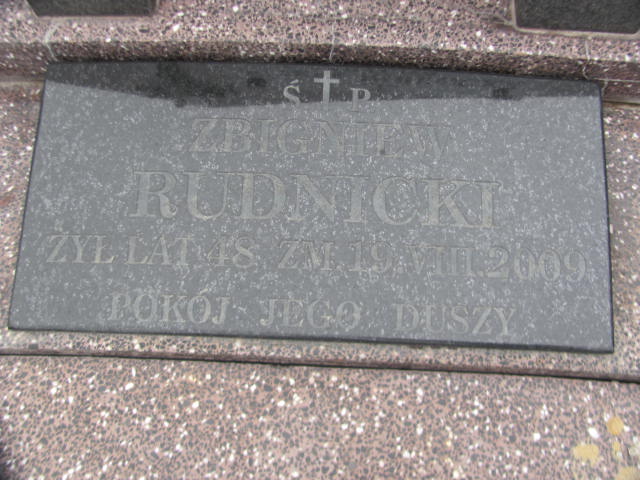 Ś P
ZBIGNIEW
RUDNICKI
ŻYŁ LAT 48 ZM. 19.VIII.2009
POKÓJ JEGO DUSZY